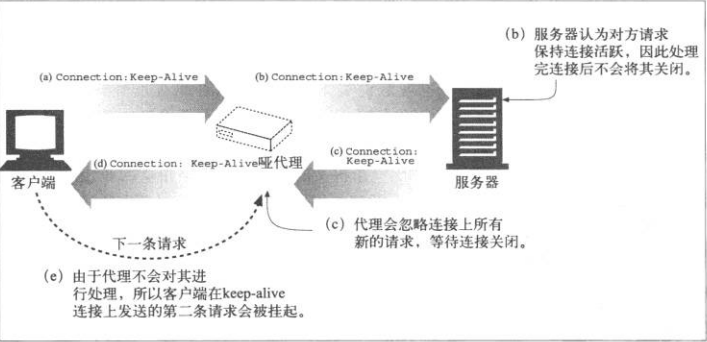 (b) 服务器认为对方请求
保持连接活跃，因此处理
完连接后不会将其关闭。
(a) Connection:Keep-Alive
(b) Connection:Keep-Alive
(c) Connection:
Keep-Alive
(d) Connection: Keep-Alive哑代理
客户端
服务器
(c) 代理会忽略连接上所有
新的请求，等待连接关闭。
下一条请求
(e) 由于代理不会对其进
行处理，所以客户端在keep-alive
连接上发送的第二条请求会被挂起。